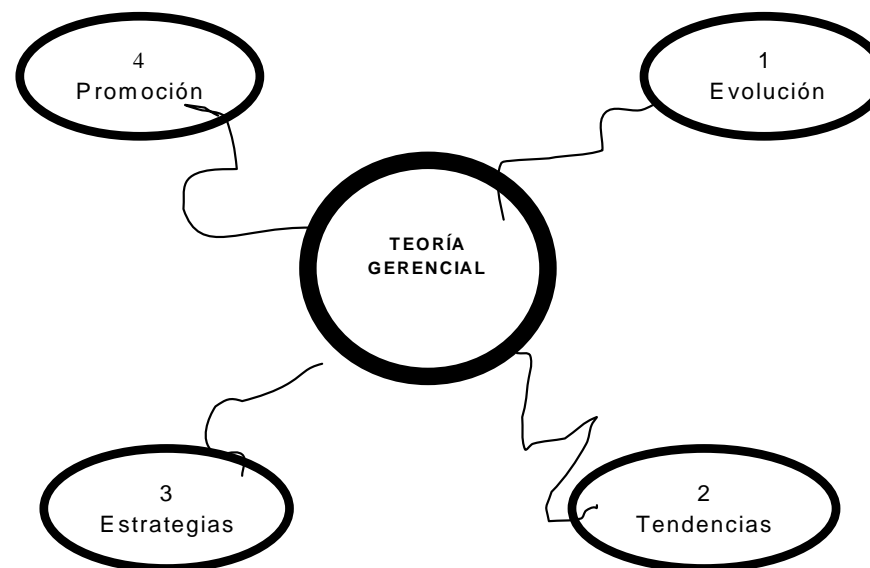 4
Promoción
1
Evolución
TEORÍA
GERENCIAL
3
Estrategias
2
Tendencias